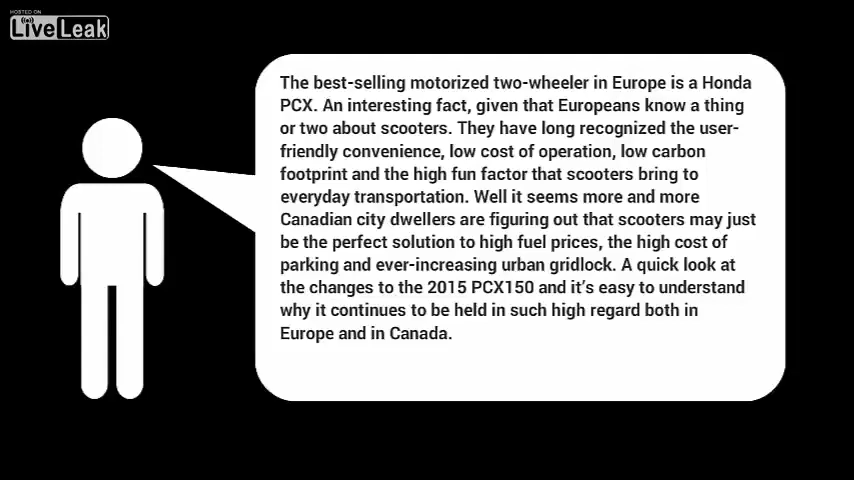 HOSTED ON
LiveLeak
The best-selling motorized two-wheeler in Europe is a Honda
PCX. An interesting fact, given that Europeans know a thing
or two about scooters. They have long recognized the user-
friendly convenience, low cost of operation, low carbon
footprint and the high fun factor that scooters bring to
everyday transportation. Well it seems more and more
Canadian city dwellers are figuring out that scooters may just
be the perfect solution to high fuel prices, the high cost of
parking and ever-increasing urban gridlock. A quick look at
the changes to the 2015 PCX150 and it's easy to understand
why it continues to be held in such high regard both in
Europe and in Canada.